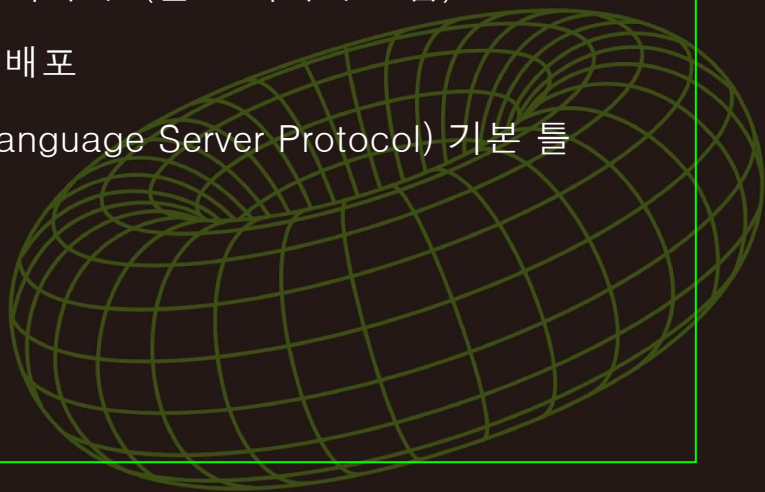 배포
anguage Server Protocol) 기본 틀